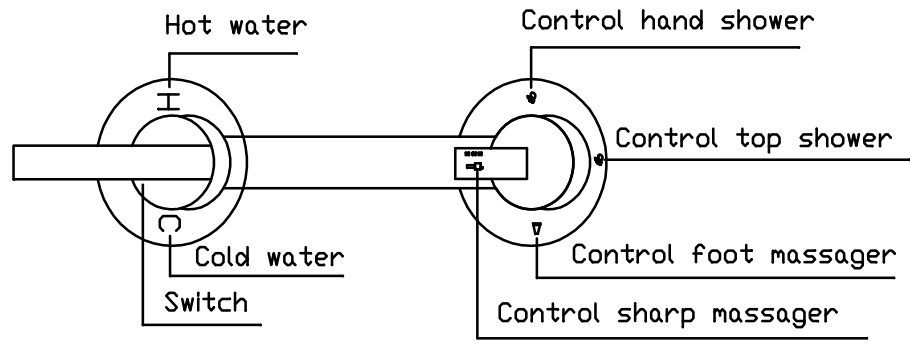 Hot water
Control hand shower
Control top shower
Cold water
Control foot massager
Switch
Control sharp massager